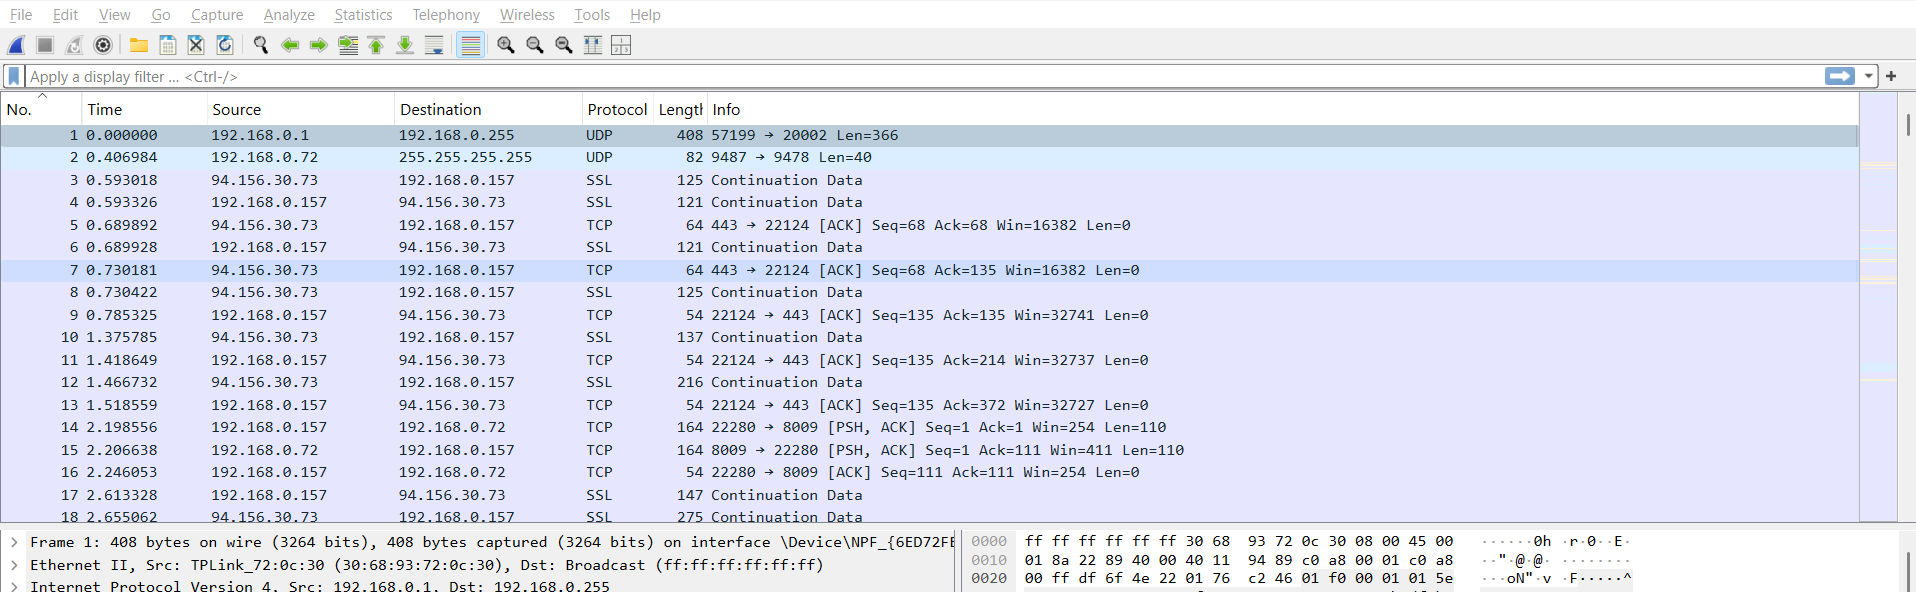 File Edit View Go Capture Analyze Statistics Telephony Wireless Tools Help
Apply a display filter … <Ctrl-/>
No. Time Source Destination Protocol Length Info
1 0.000000 192.168.0.1 192.168.0.255 UDP 408 57199 → 20002 Len=366
2 0.406984 192.168.0.72 255.255.255.255 UDP 82 9487 → 9478 Len=40
3 0.593018 94.156.30.73 192.168.0.157 SSL 125 Continuation Data
4 0.593326 192.168.0.157 94.156.30.73 SSL 121 Continuation Data
5 0.689892 94.156.30.73 192.168.0.157 TCP 64 443 → 22124 [ACK] Seq=68 Ack=68 Win=16382 Len=0
6 0.689928 192.168.0.157 94.156.30.73 SSL 121 Continuation Data
7 0.730181 94.156.30.73 192.168.0.157 TCP 64 443 → 22124 [ACK] Seq=68 Ack=135 Win=16382 Len=0
8 0.730422 94.156.30.73 192.168.0.157 SSL 125 Continuation Data
9 0.785325 192.168.0.157 94.156.30.73 TCP 54 22124 → 443 [ACK] Seq=135 Ack=135 Win=32741 Len=0
10 1.375785 94.156.30.73 192.168.0.157 SSL 137 Continuation Data
11 1.418649 192.168.0.157 94.156.30.73 TCP 54 22124 → 443 [ACK] Seq=135 Ack=214 Win=32737 Len=0
12 1.466732 94.156.30.73 192.168.0.157 SSL 216 Continuation Data
13 1.518559 192.168.0.157 94.156.30.73 TCP 54 22124 → 443 [ACK] Seq=135 Ack=372 Win=32727 Len=0
14 2.198556 192.168.0.157 192.168.0.72 TCP 164 22280 → 8009 [PSH, ACK] Seq=1 Ack=1 Win=254 Len=110
15 2.206638 192.168.0.72 192.168.0.157 TCP 164 8009 → 22280 [PSH, ACK] Seq=1 Ack=111 Win=411 Len=110
16 2.246053 192.168.0.157 192.168.0.72 TCP 54 22280 → 8009 [ACK] Seq=111 Ack=111 Win=254 Len=0
17 2.613328 192.168.0.157 94.156.30.73 SSL 147 Continuation Data
18 2.655062 94.156.30.73 192.168.0.157 SSL 275 Continuation Data
Frame 1: 408 bytes on wire (3264 bits), 408 bytes captured (3264 bits) on interface \Device\NPF_{6ED72FE
Ethernet II, Src: TPLink_72:0c:30 (30:68:93:72:0c:30), Dst: Broadcast (ff:ff:ff:ff:ff:ff)
Internet Protocol Version 4, Src: 192.168.0.1, Dst: 192.168.0.255
0000 ff ff ff ff ff ff 30 68 93 72 0c 30 08 00 45 00 ······0h ·r·0··E·
0010 01 8a 22 89 40 00 40 11 94 89 c0 a8 00 01 c0 a8 ··"·@·@· ········
0020 00 ff df 6f 4e 22 01 76 c2 46 01 f0 00 01 01 5e ···oN"·v ·F·····^